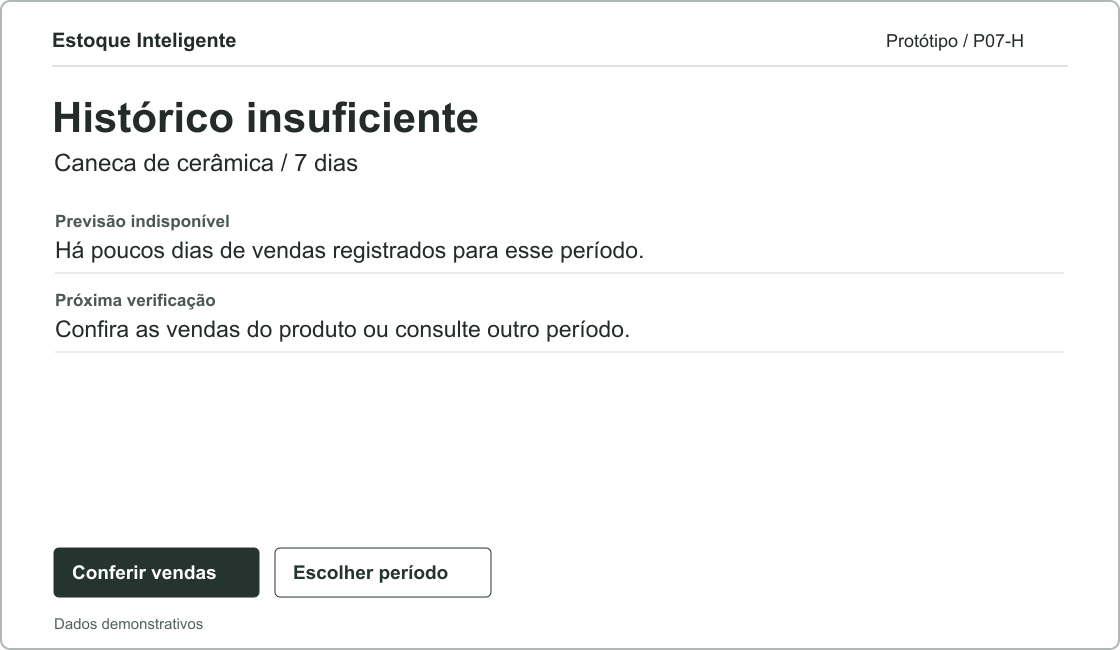 Estoque Inteligente
Protótipo / P07-H
Histórico insuficiente
Caneca de cerâmica / 7 dias
Previsão indisponível
Há poucos dias de vendas registrados para esse período.
Próxima verificação
Confira as vendas do produto ou consulte outro período.
Conferir vendas
Escolher período
Dados demonstrativos